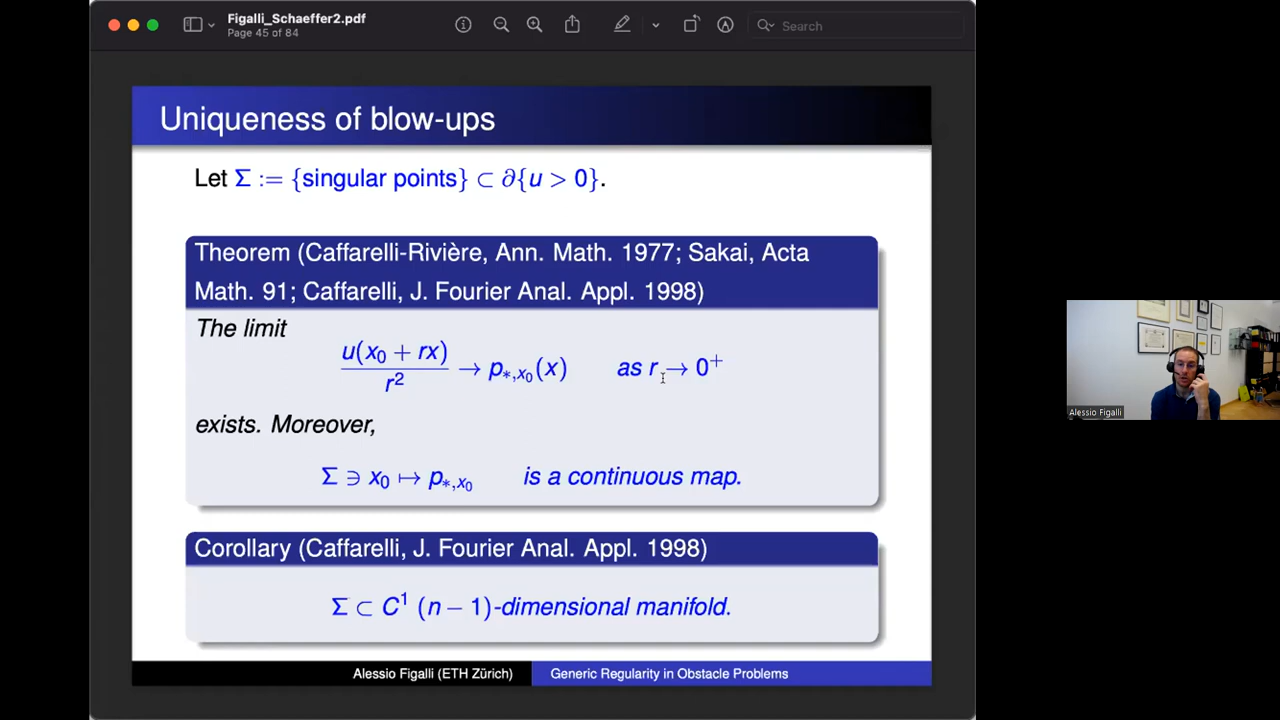 Figalli_Schaeffer2.pdf
Page 45 of 84
Search
Uniqueness of blow-ups
Let Σ := {singular points} ⊂ ∂{u > 0}.
Theorem (Caffarelli-Rivière, Ann. Math. 1977; Sakai, Acta
Math. 91; Caffarelli, J. Fourier Anal. Appl. 1998)
The limit
u(x₀ + rx) / r² → p_{*,x₀}(x) as r → 0⁺
exists. Moreover,
Σ ∋ x₀ ↦ p_{*,x₀} is a continuous map.
Corollary (Caffarelli, J. Fourier Anal. Appl. 1998)
Σ ⊂ C¹ (n − 1)-dimensional manifold.
Alessio Figalli (ETH Zürich) Generic Regularity in Obstacle Problems
Alessio Figalli